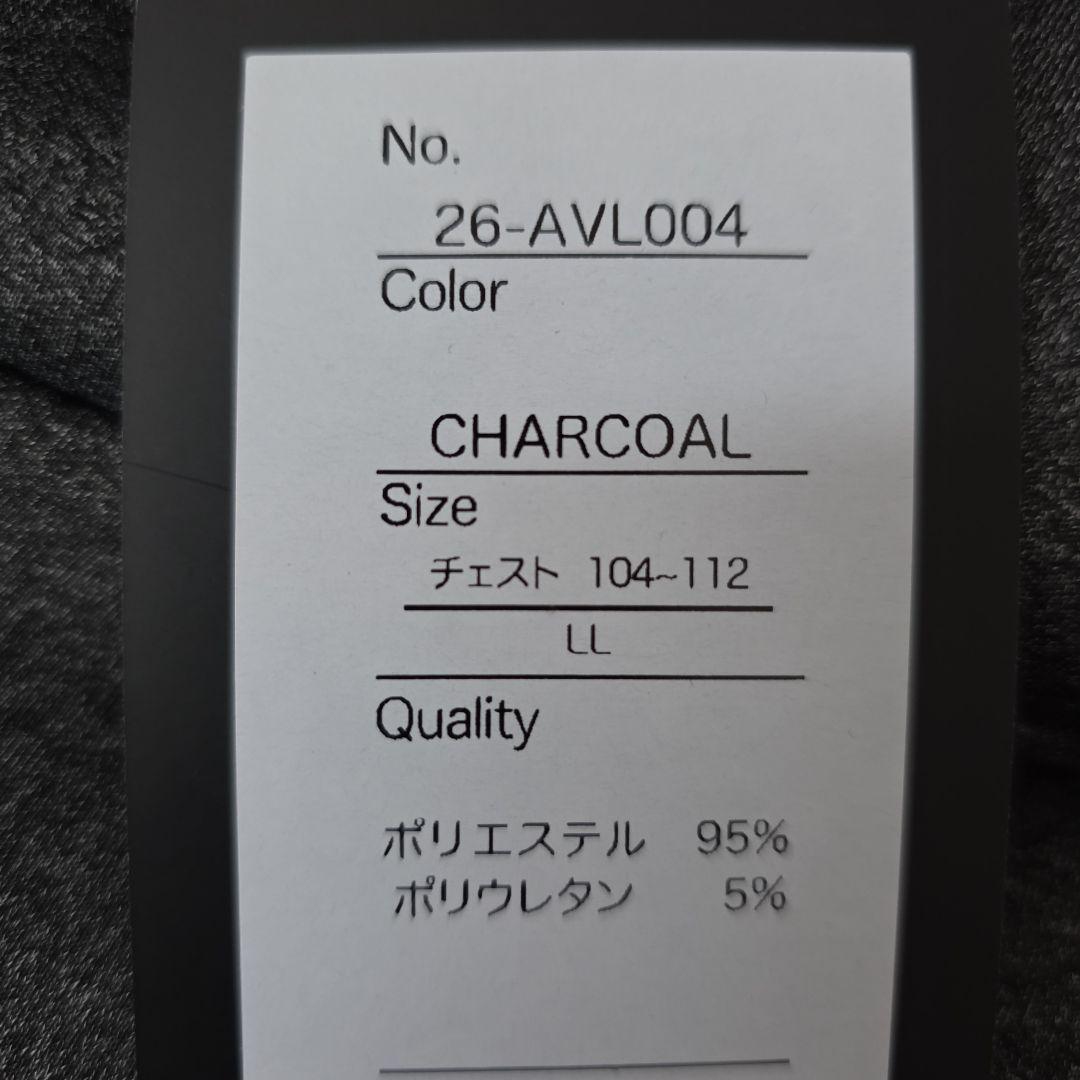 No.
26-AVL004
Color
CHARCOAL
Size
チェスト 104~112
LL
Quality
ポリエステル 95%
ポリウレタン 5%